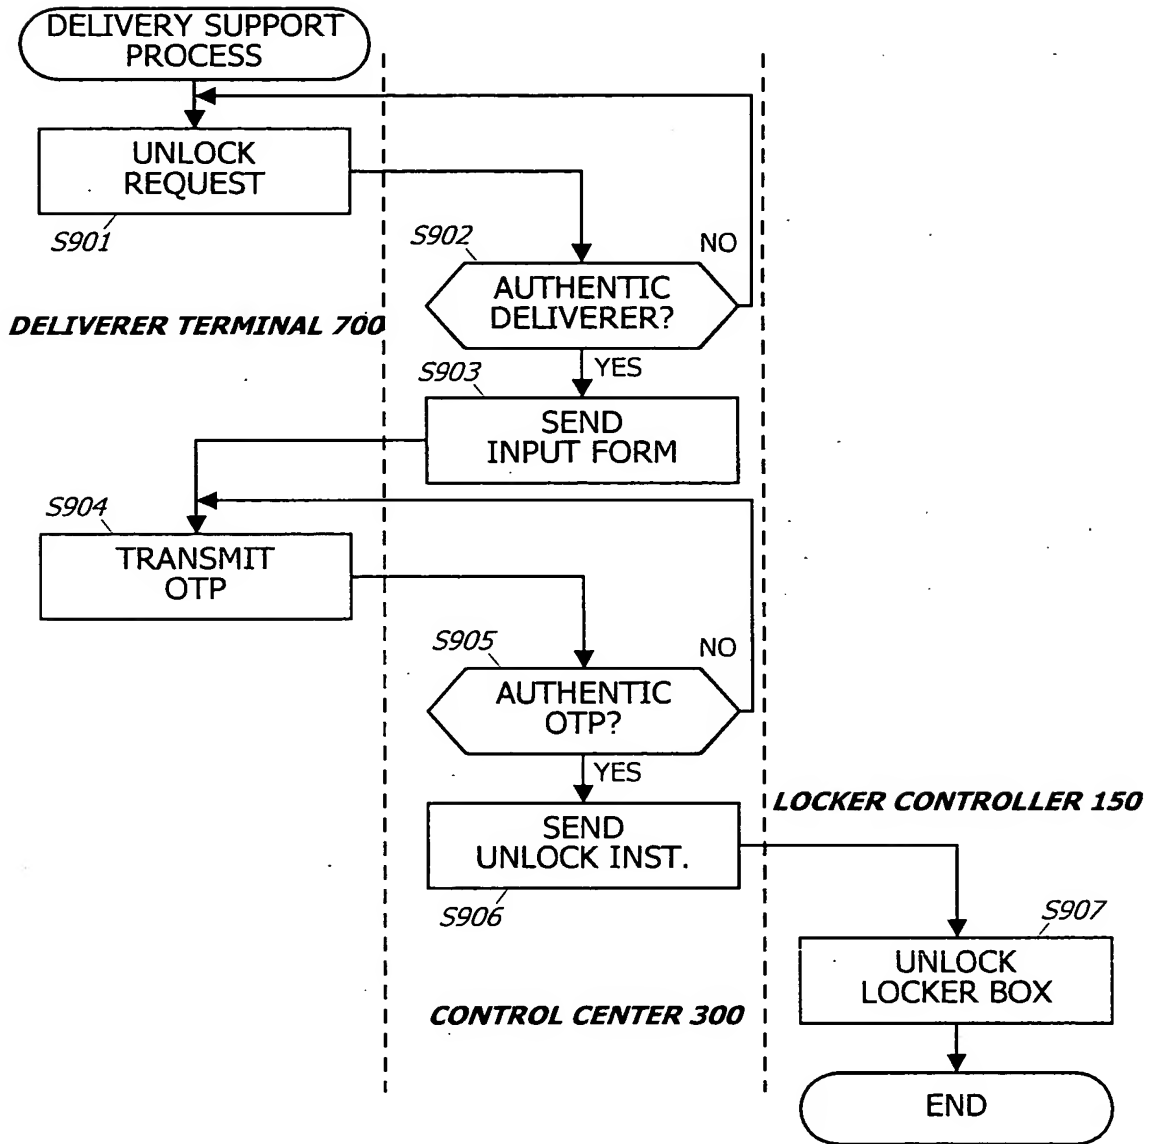 DELIVERY SUPPORT
PROCESS
UNLOCK
REQUEST
S901
S902
NO
AUTHENTIC
DELIVERER?
DELIVERER TERMINAL 700
YES
S903
SEND
INPUT FORM
S904
TRANSMIT
OTP
S905
NO
AUTHENTIC
OTP?
YES
LOCKER CONTROLLER 150
SEND
UNLOCK INST.
S906
S907
UNLOCK
LOCKER BOX
CONTROL CENTER 300
END